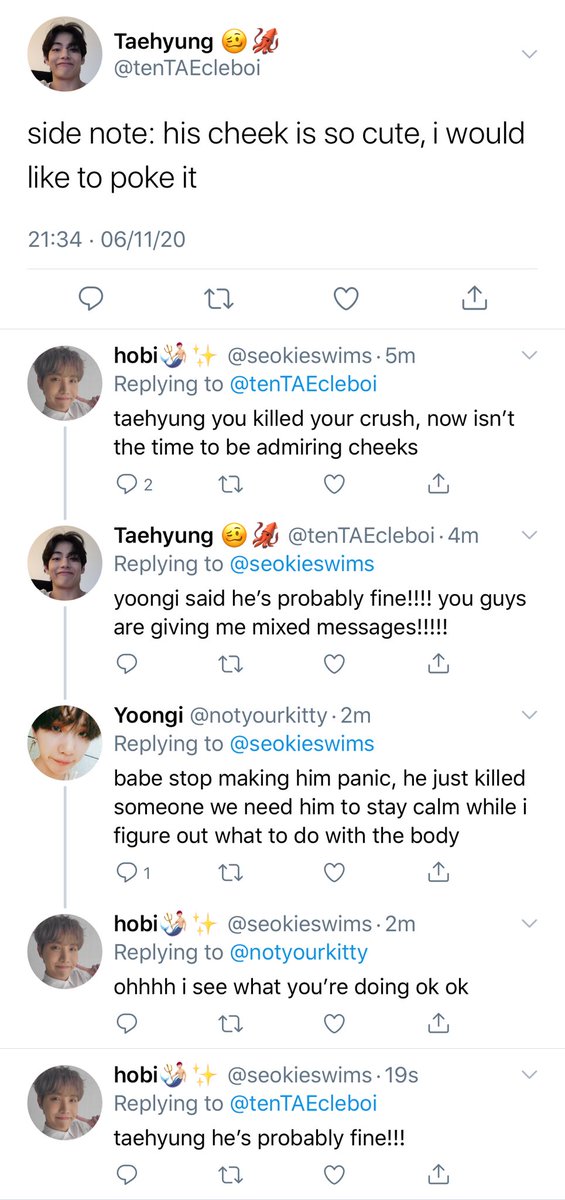 Taehyung 🥴🦑
@tenTAEcleboi
side note: his cheek is so cute, i would
like to poke it
21:34 · 06/11/20
hobi🧜🏻‍♂️✨ @seokieswims · 5m
Replying to @tenTAEcleboi
taehyung you killed your crush, now isn’t
the time to be admiring cheeks
2
Taehyung 🥴🦑 @tenTAEcleboi · 4m
Replying to @seokieswims
yoongi said he’s probably fine!!!! you guys
are giving me mixed messages!!!!!
Yoongi @notyourkitty · 2m
Replying to @seokieswims
babe stop making him panic, he just killed
someone we need him to stay calm while i
figure out what to do with the body
1
hobi🧜🏻‍♂️✨ @seokieswims · 2m
Replying to @notyourkitty
ohhhh i see what you’re doing ok ok
hobi🧜🏻‍♂️✨ @seokieswims · 19s
Replying to @tenTAEcleboi
taehyung he’s probably fine!!!